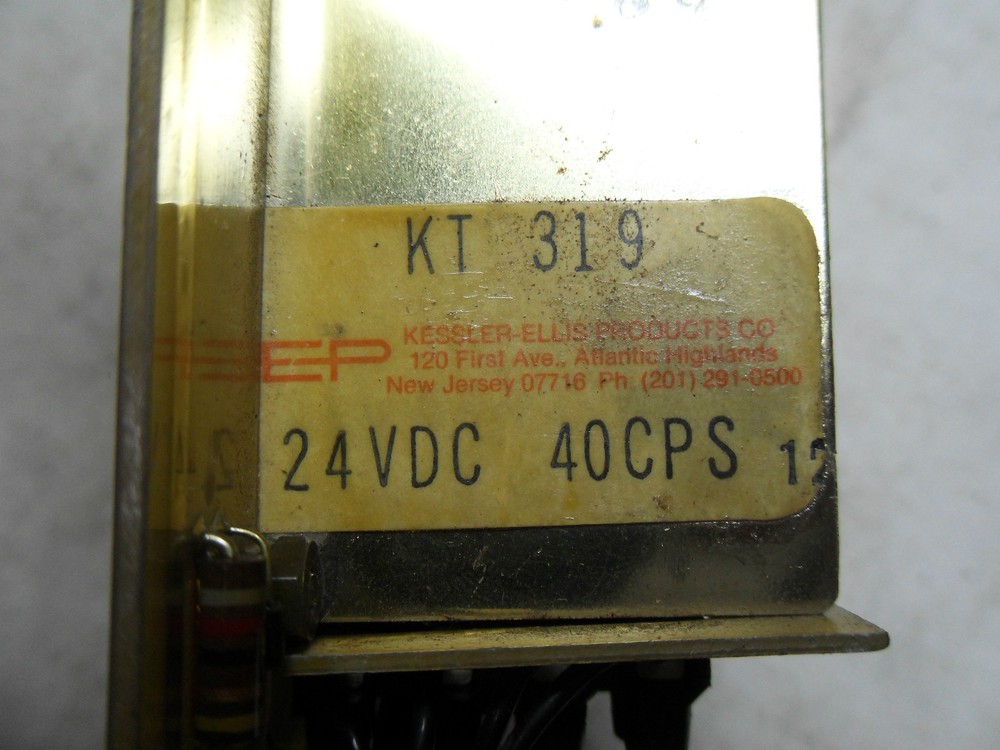 KT 319
KEP
KESSLER-ELLIS PRODUCTS CO
120 First Ave., Atlantic Highlands
New Jersey 07716 Ph. (201) 291-0500
24VDC 40CPS 12